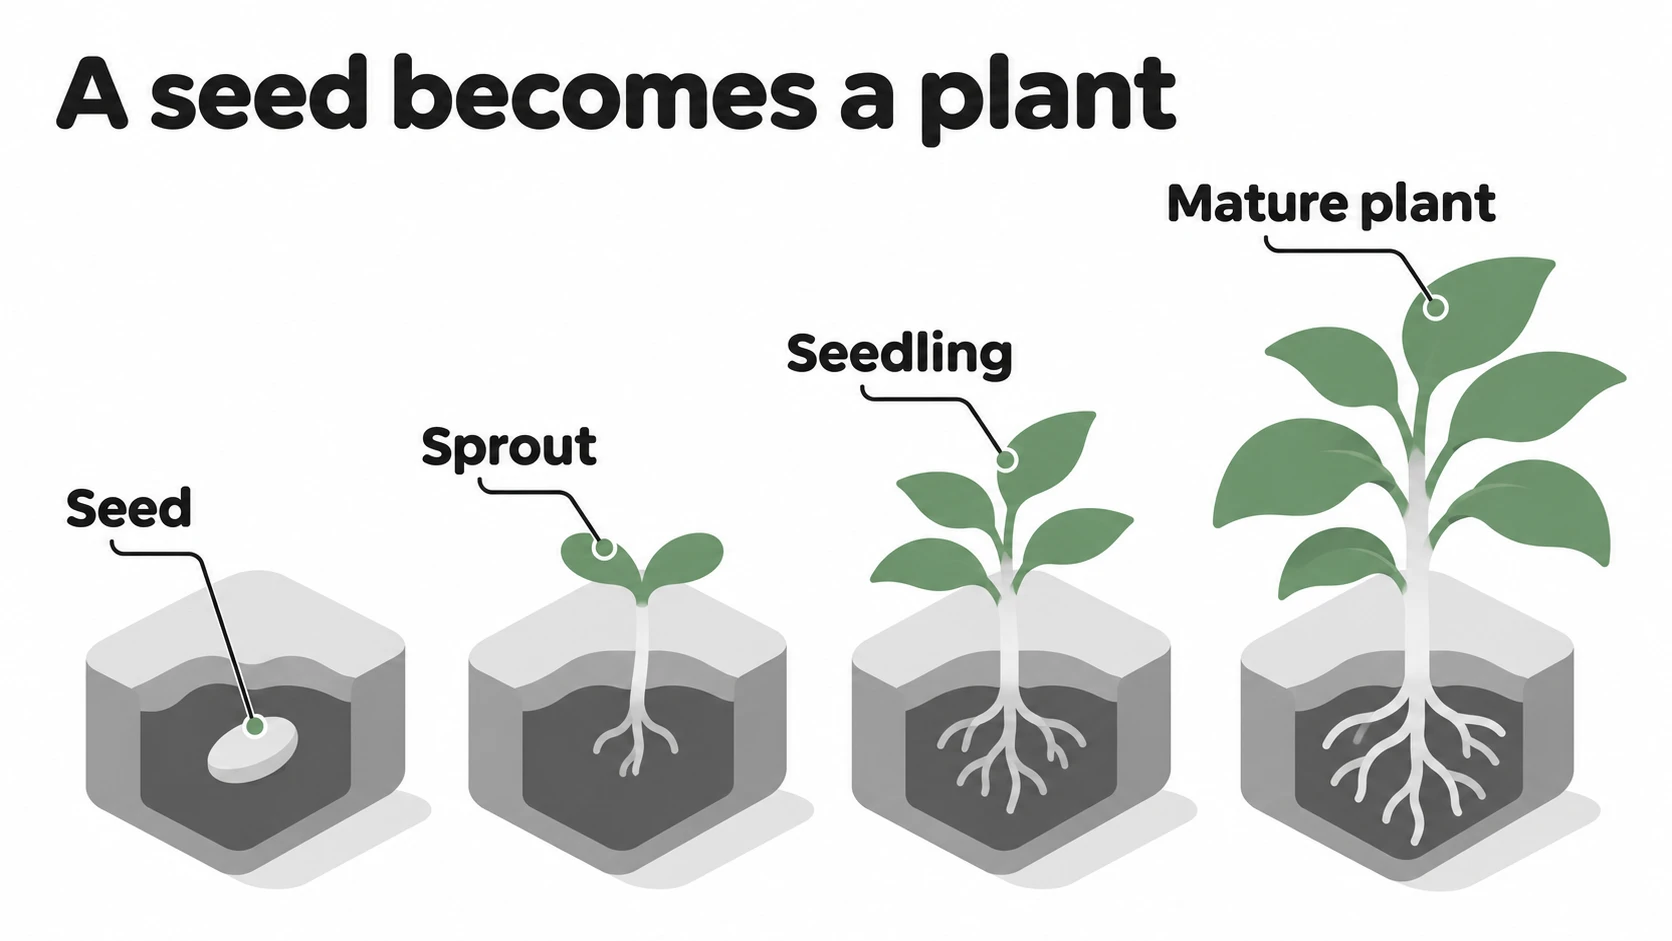 A seed becomes a plant
Mature plant
Seedling
Sprout
Seed